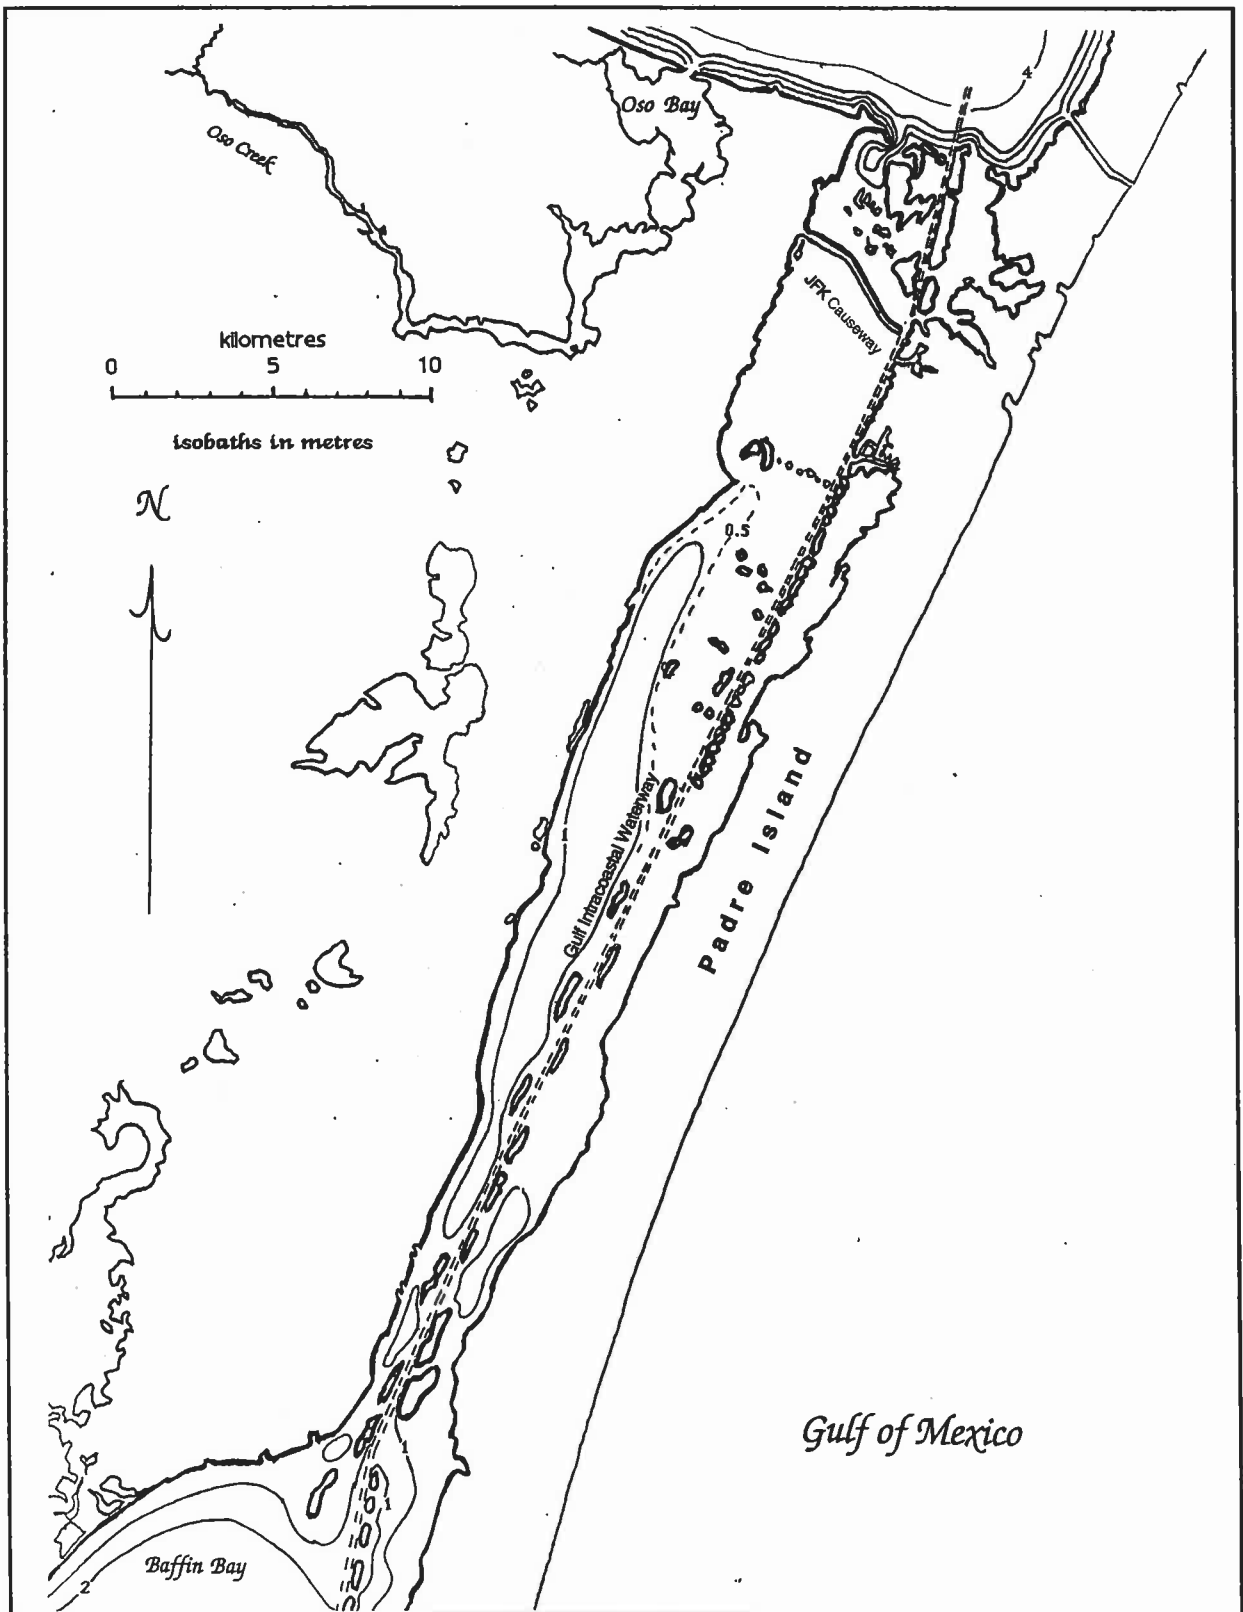 4
Oso Bay
Oso Creek
JFK Causeway
kilometres
0 5 10
isobaths in metres
N
0.5
Padre Island
1
Gulf Intracoastal Waterway
Gulf of Mexico
1
1
Baffin Bay
2